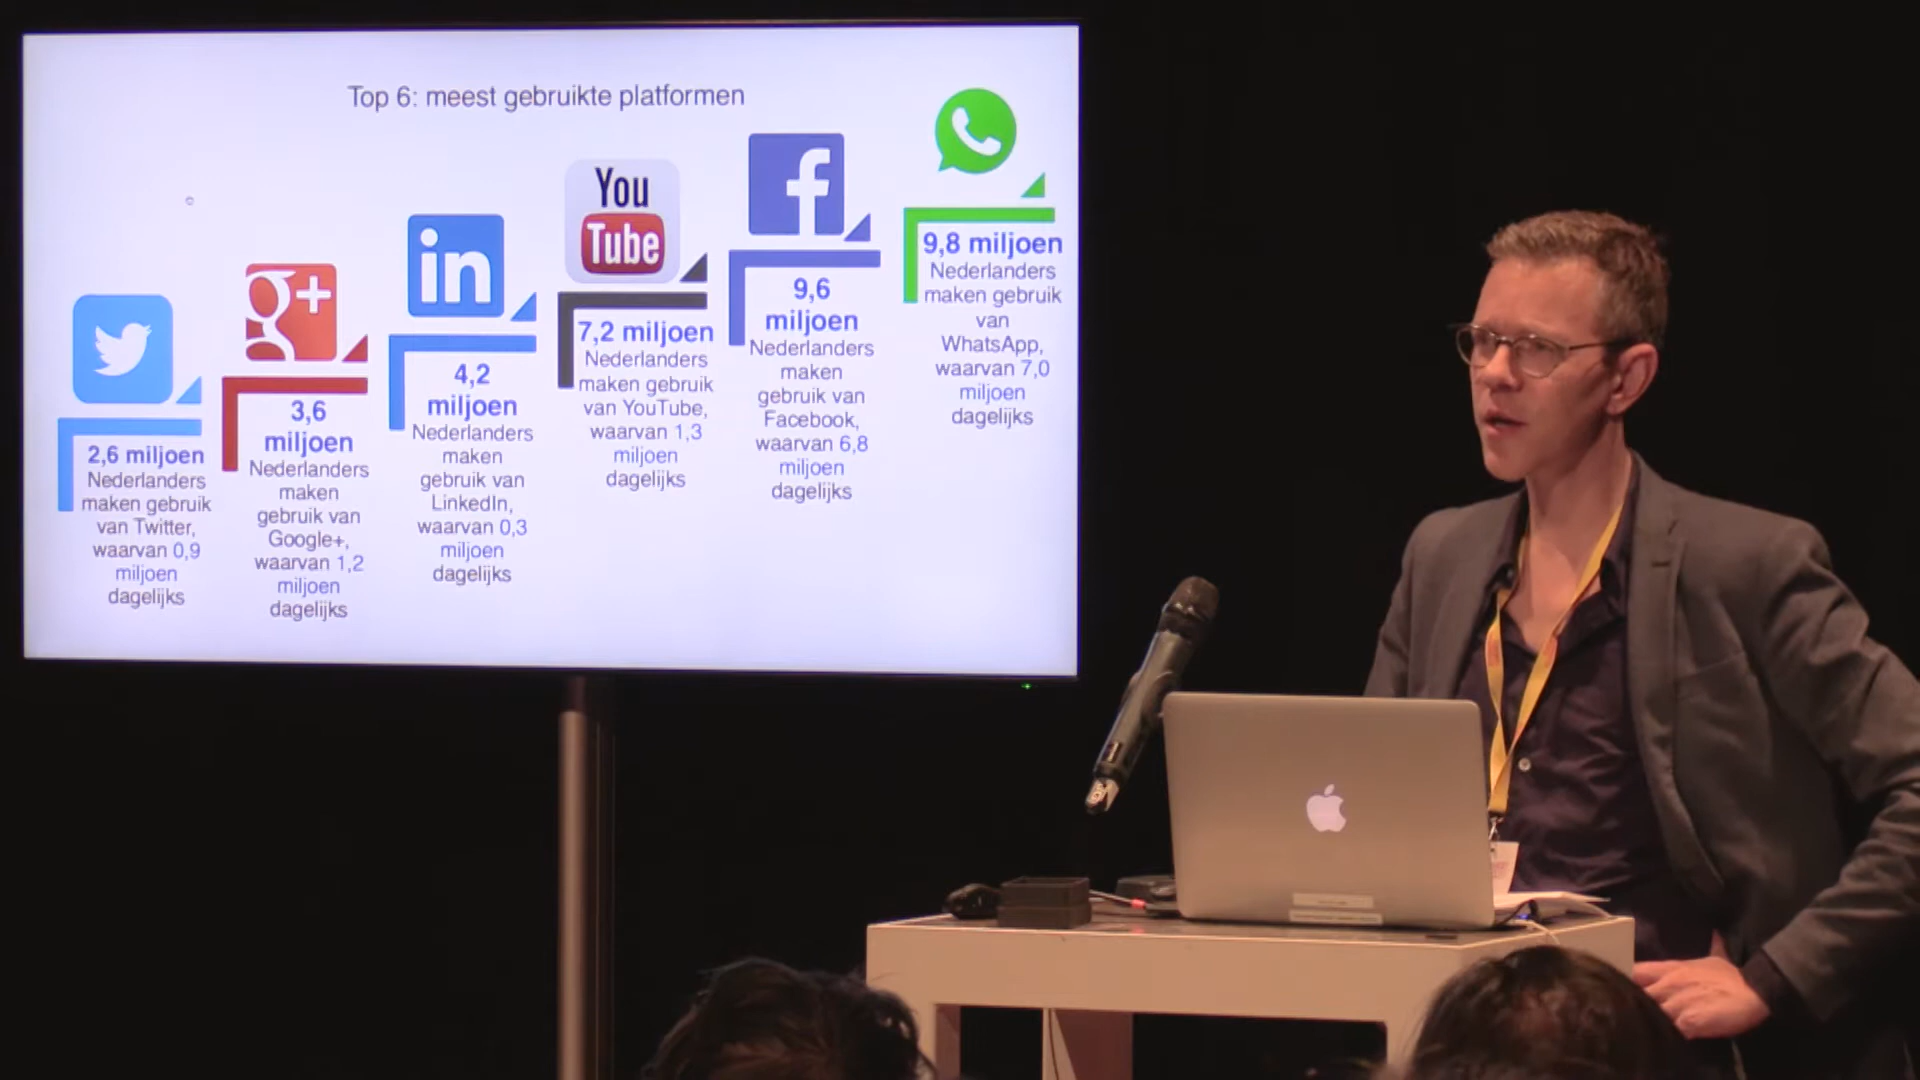 Top 6: meest gebruikte platformen
2,6 miljoen
Nederlanders
maken gebruik
van Twitter,
waarvan 0,9
miljoen
dagelijks
g+
3,6
miljoen
Nederlanders
maken
gebruik van
Google+,
waarvan 1,2
miljoen
dagelijks
in
4,2
miljoen
Nederlanders
maken
gebruik van
LinkedIn,
waarvan 0,3
miljoen
dagelijks
You
Tube
7,2 miljoen
Nederlanders
maken gebruik
van YouTube,
waarvan 1,3
miljoen
dagelijks
f
9,6
miljoen
Nederlanders
maken
gebruik van
Facebook,
waarvan 6,8
miljoen
dagelijks
9,8 miljoen
Nederlanders
maken gebruik
van
WhatsApp,
waarvan 7,0
miljoen
dagelijks